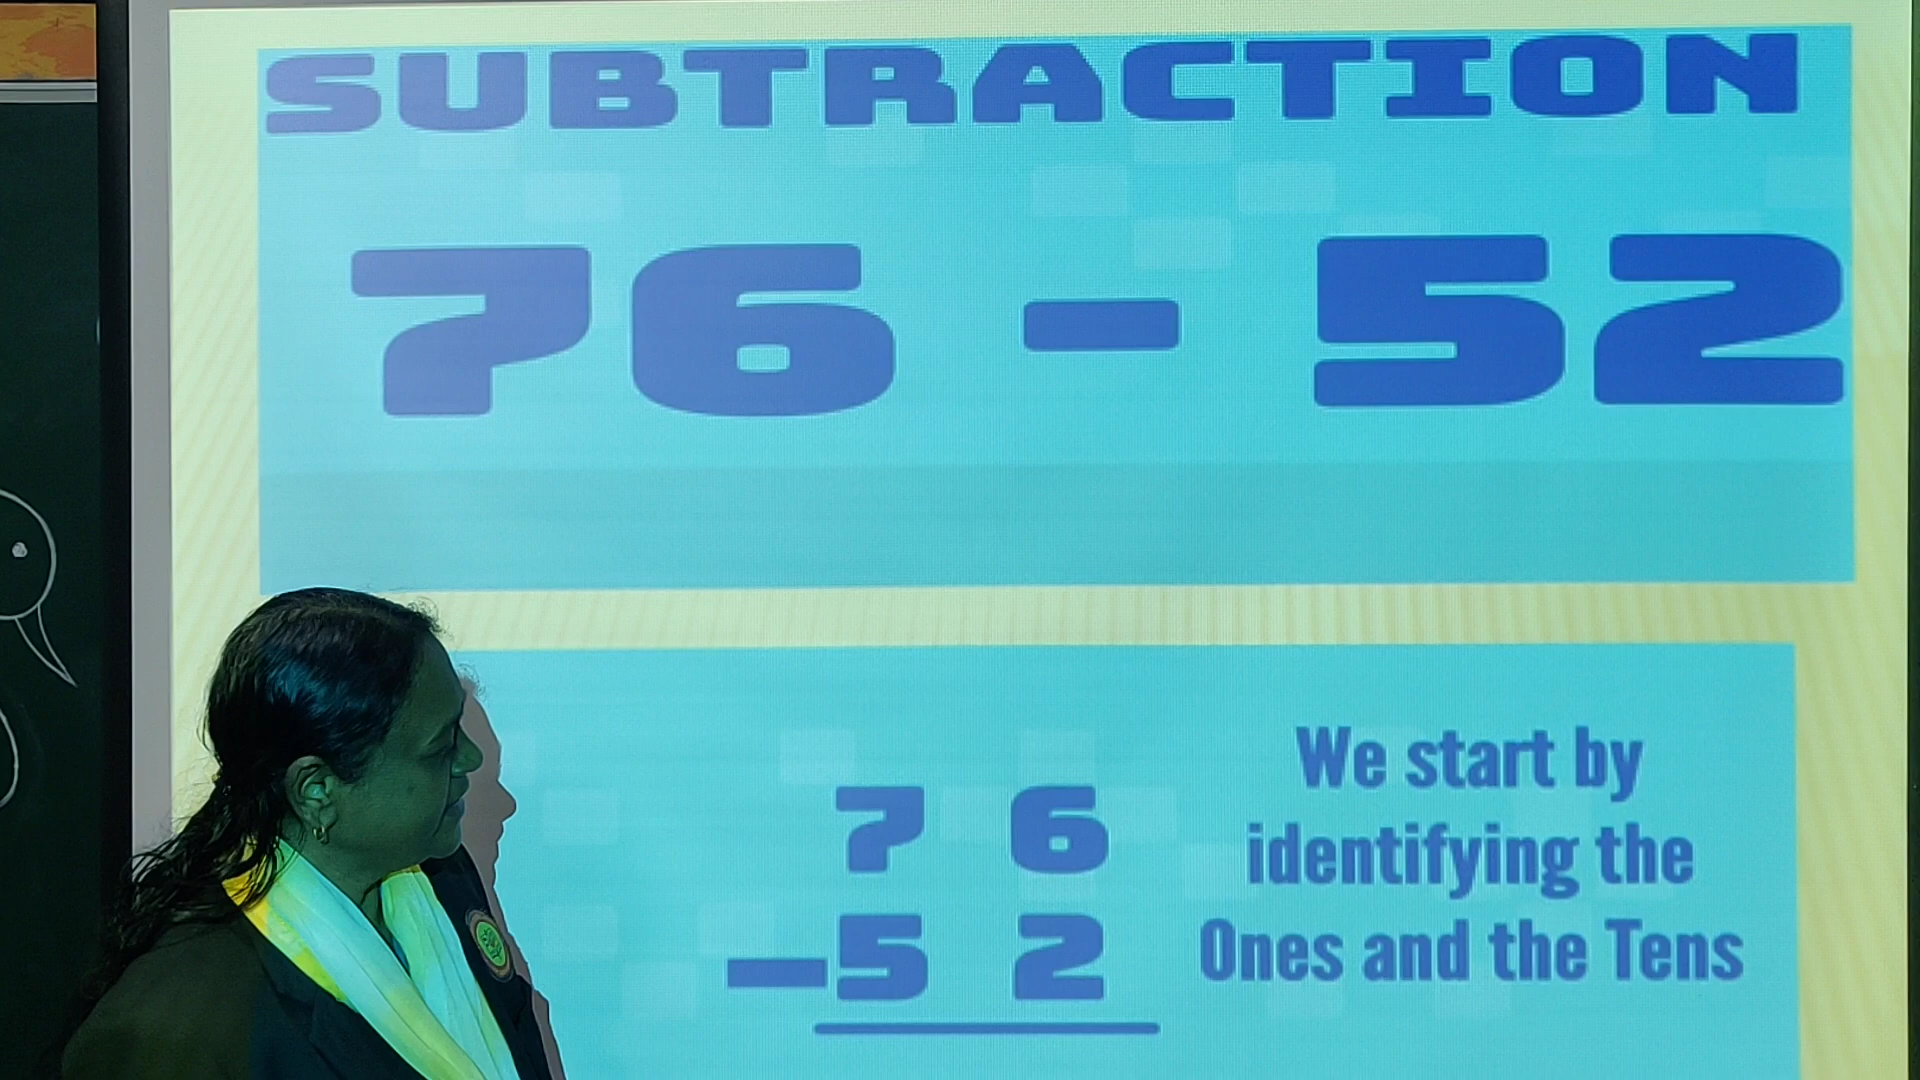 SUBTRACTION
76 - 52
7 6
-5 2
We start by
identifying the
Ones and the Tens